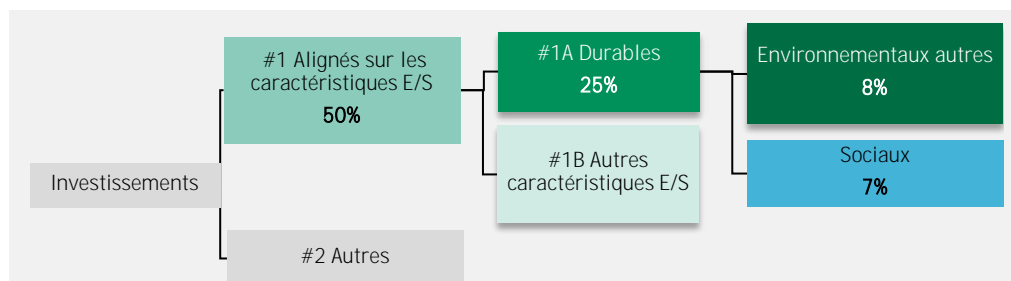 Investissements
#1 Alignés sur les
caractéristiques E/S
50%
#2 Autres
#1A Durables
25%
#1B Autres
caractéristiques E/S
Environnementaux autres
8%
Sociaux
7%